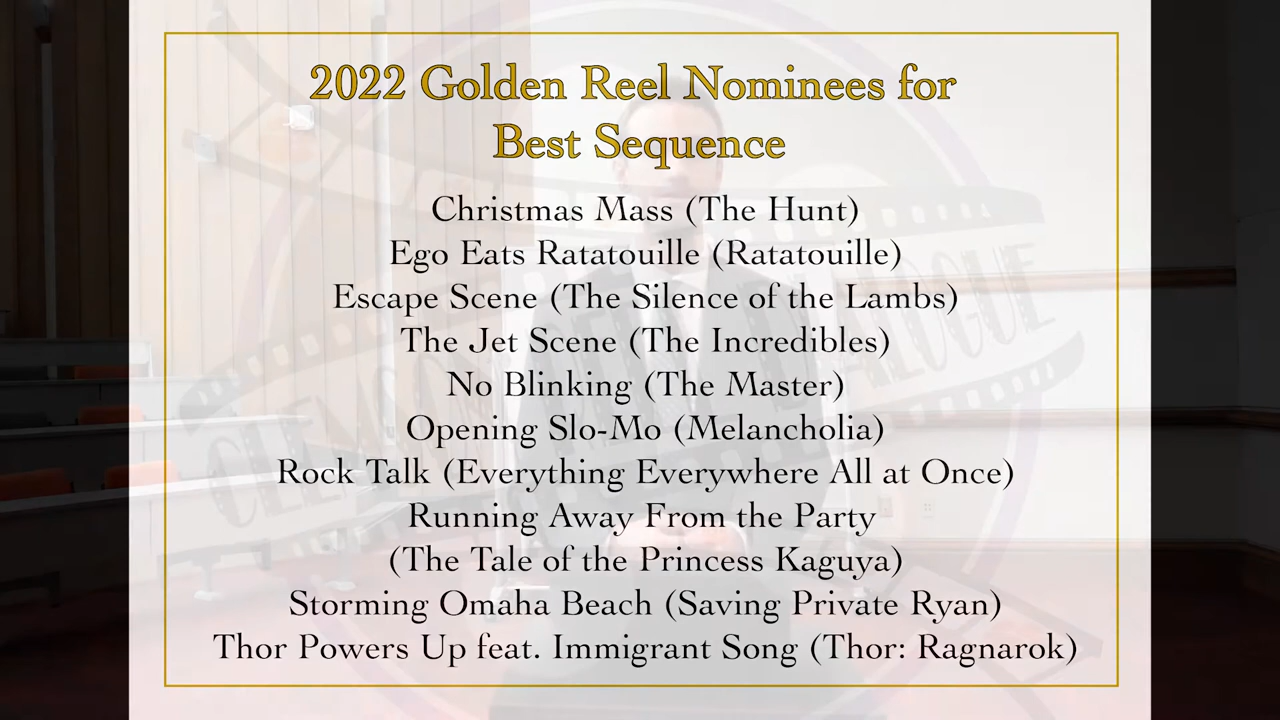 2022 Golden Reel Nominees for
Best Sequence
Christmas Mass (The Hunt)
Ego Eats Ratatouille (Ratatouille)
Escape Scene (The Silence of the Lambs)
The Jet Scene (The Incredibles)
No Blinking (The Master)
Opening Slo-Mo (Melancholia)
Rock Talk (Everything Everywhere All at Once)
Running Away From the Party
(The Tale of the Princess Kaguya)
Storming Omaha Beach (Saving Private Ryan)
Thor Powers Up feat. Immigrant Song (Thor: Ragnarok)